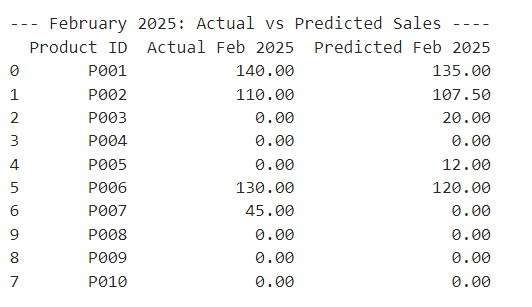 --- February 2025: Actual vs Predicted Sales ----
Product ID Actual Feb 2025 Predicted Feb 2025
0 P001 140.00 135.00
1 P002 110.00 107.50
2 P003 0.00 20.00
3 P004 0.00 0.00
4 P005 0.00 12.00
5 P006 130.00 120.00
6 P007 45.00 0.00
9 P008 0.00 0.00
8 P009 0.00 0.00
7 P010 0.00 0.00